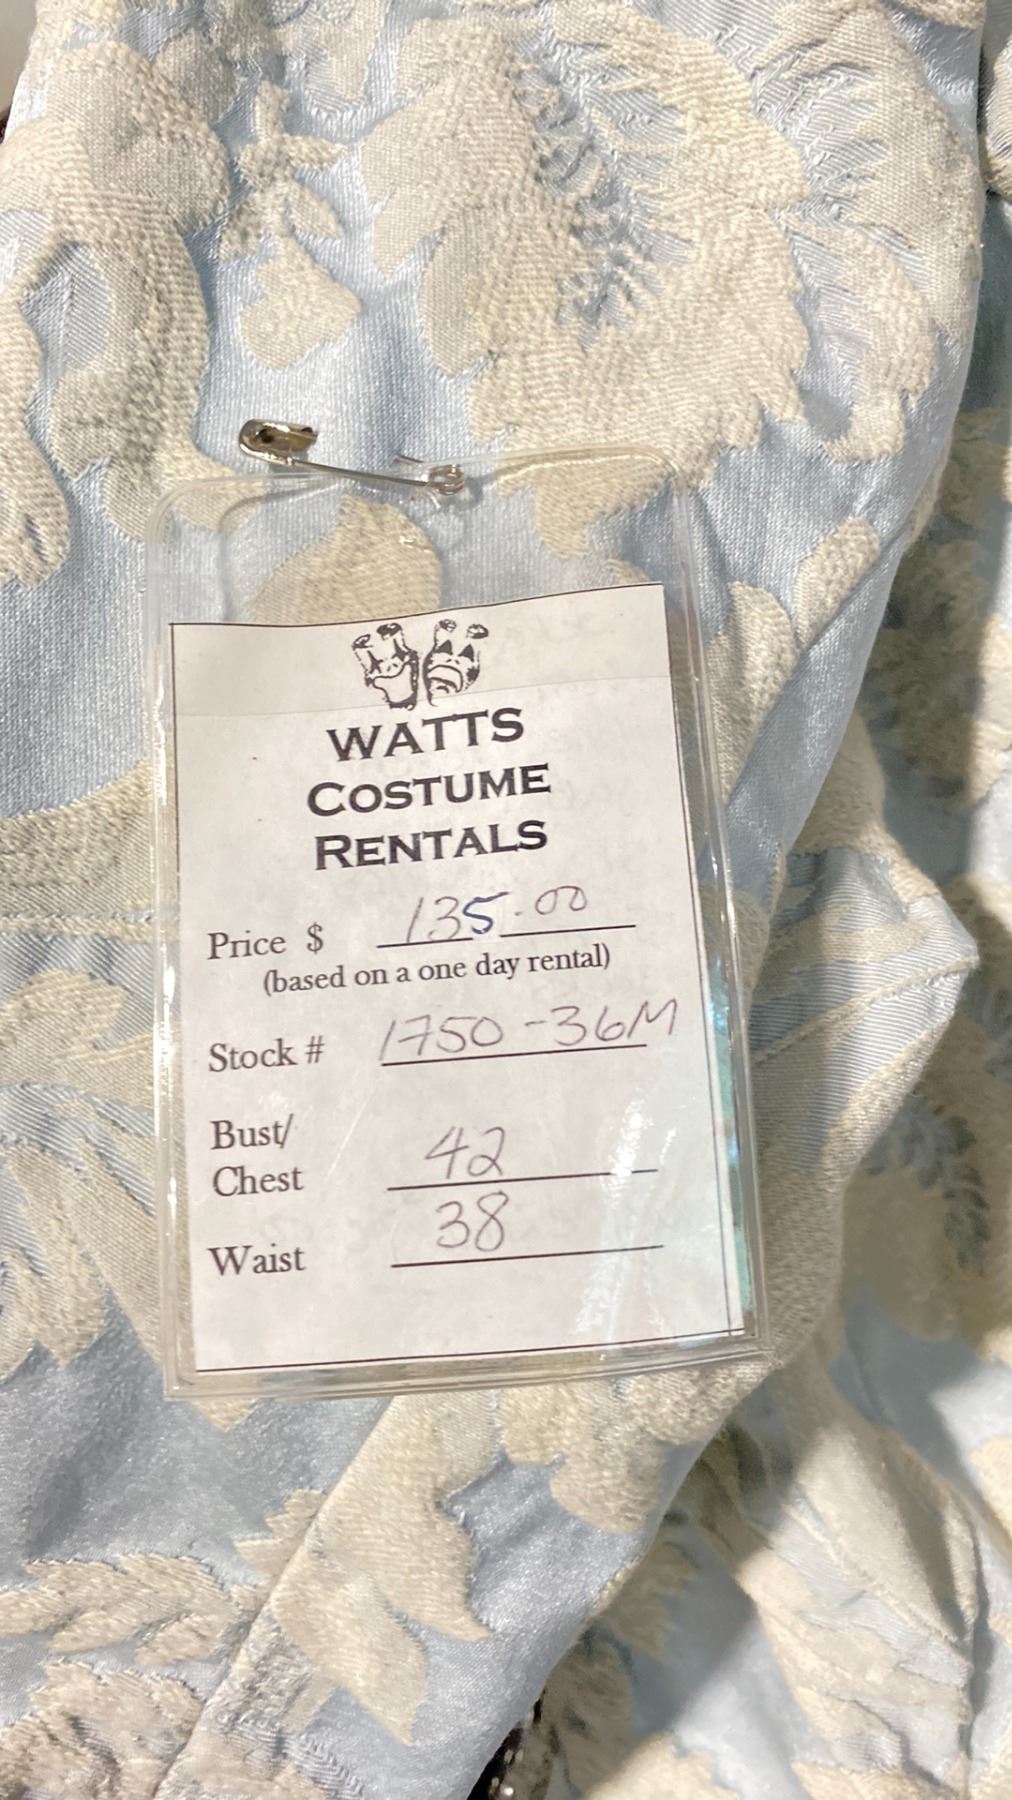 WATTS
COSTUME
RENTALS
Price $ 135.00
(based on a one day rental)
Stock # 1750-36M
Bust/
Chest 42
Waist 38